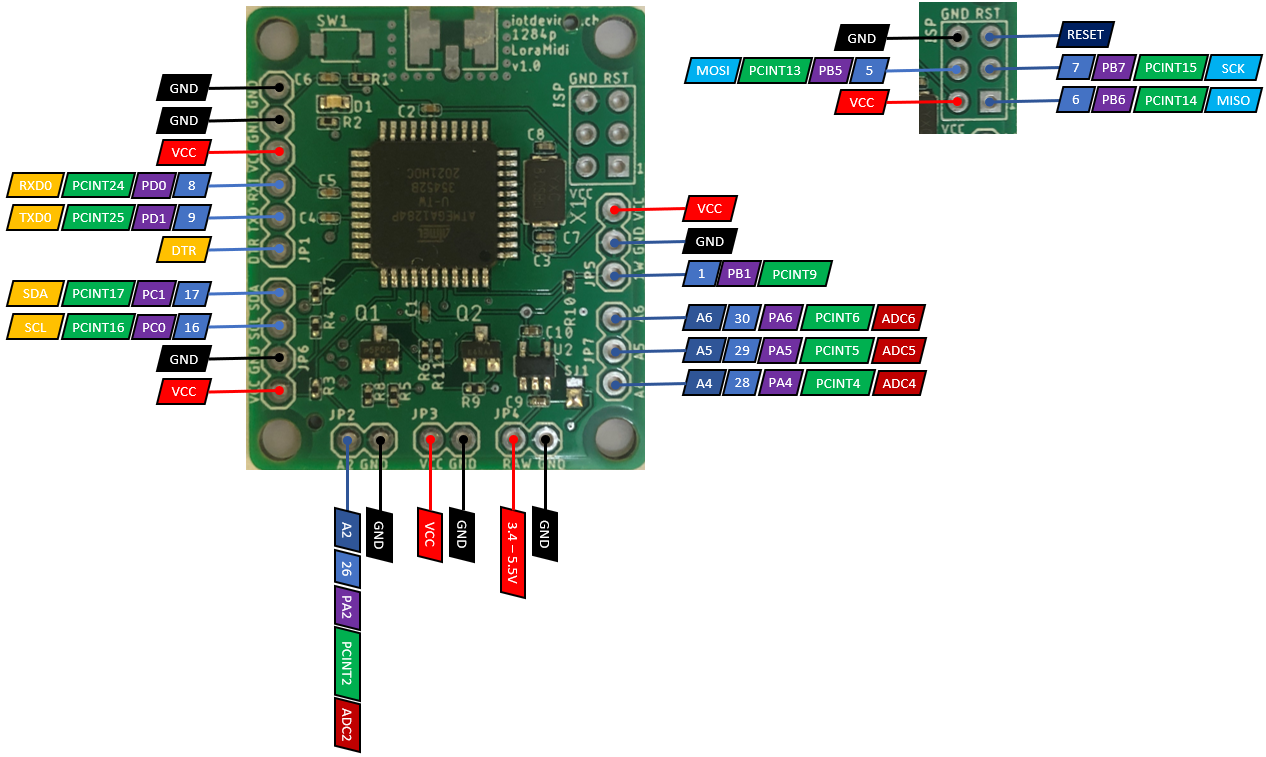 SW1
iotdevices.ch
1284p
LoraMidi
v1.0
C6
R1
GND RST
D1
C2
ISP
R2
C8
C5
C4
ATMEL
ATMEGA1284P
U-TW
35452B
2021HDC
1
VCC
X1
C7
C3
JP1
JP5
R7
R4
R10
Q1
C1
Q2
C10
U2
JP7
JP6
R6
R11
SJ1
R3
R8
R5
R9
C9
JP2
JP3
JP4
A2 GND
VCC GND
RAW GND
GND
GND
VCC
RXD0 PCINT24 PD0 8
TXD0 PCINT25 PD1 9
DTR
SDA PCINT17 PC1 17
SCL PCINT16 PC0 16
GND
VCC
GND RST
ISP
VCC
GND
RESET
MOSI PCINT13 PB5 5
7 PB7 PCINT15 SCK
VCC
6 PB6 PCINT14 MISO
VCC
GND
1 PB1 PCINT9
A6 30 PA6 PCINT6 ADC6
A5 29 PA5 PCINT5 ADC5
A4 28 PA4 PCINT4 ADC4
A2 26 PA2 PCINT2 ADC2
GND
VCC
GND
3.4 – 5.5V
GND